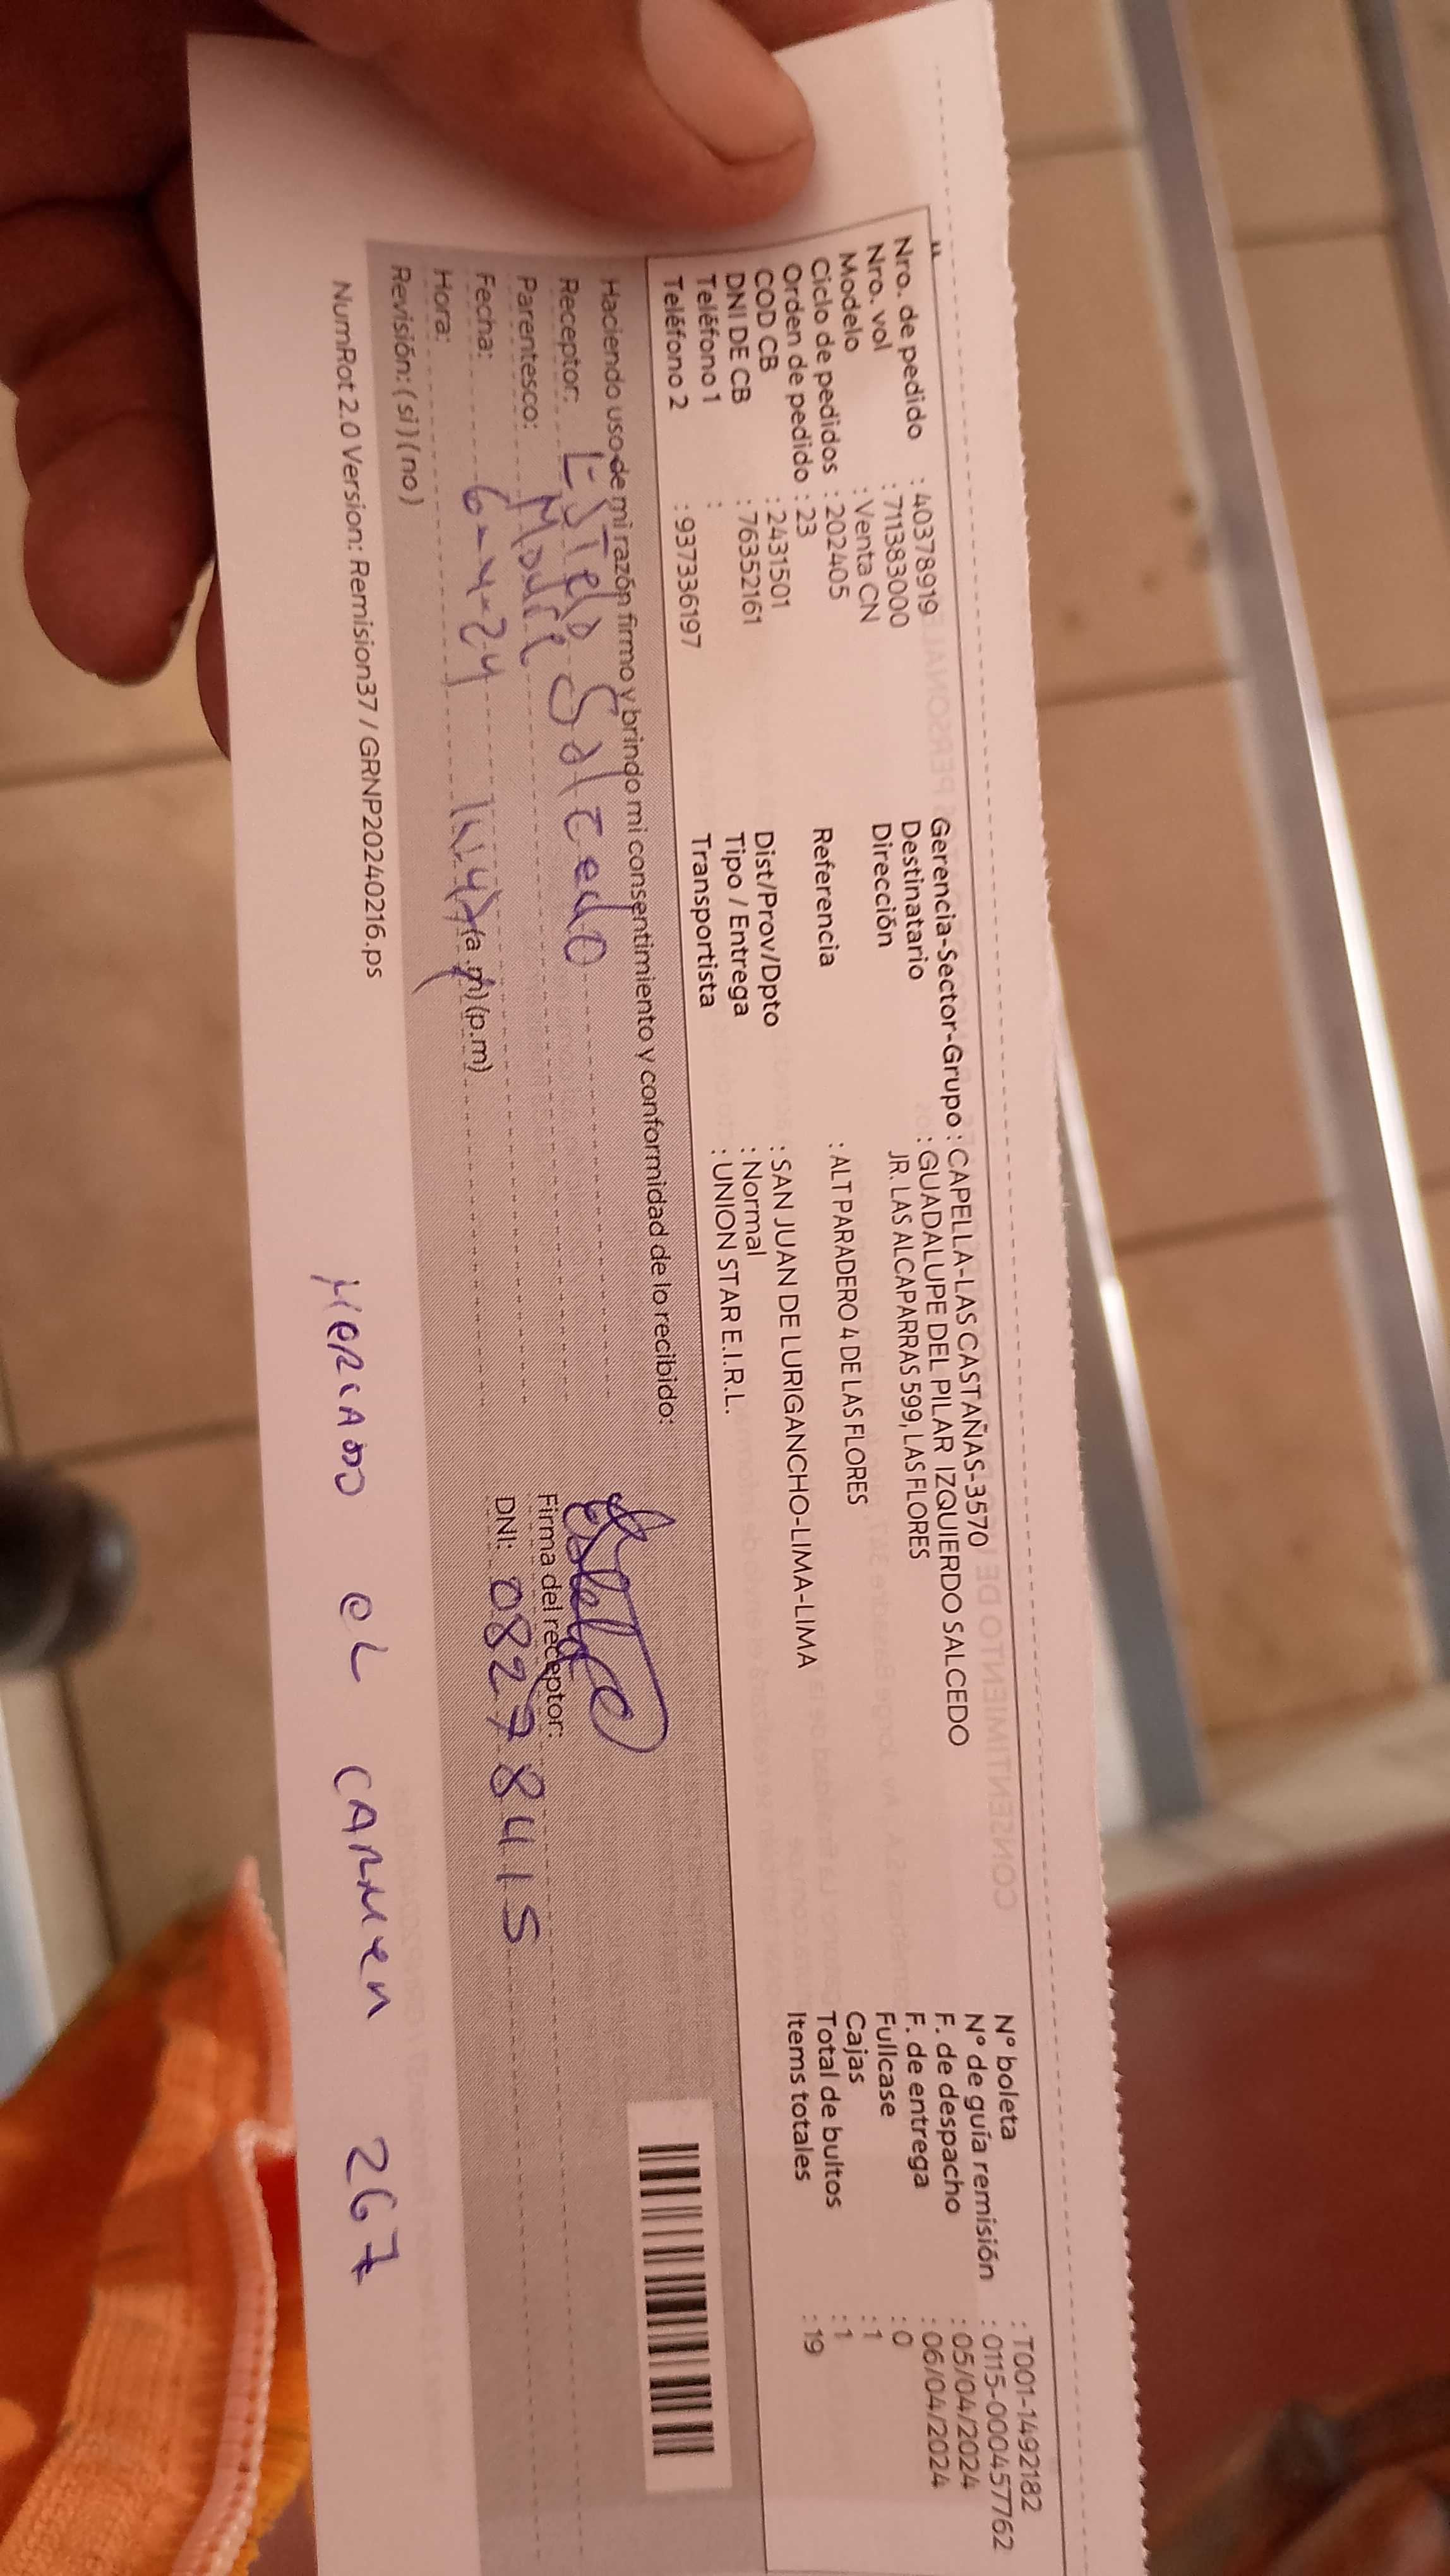 Nro. de pedido : 40378919
Nro. vol : 711383000
Modelo : Venta CN
Ciclo de pedidos : 202405
Orden de pedido : 23
COD CB : 2431501
DNI DE CB : 76352161
Teléfono 1 :
Teléfono 2 : 937336197
Gerencia-Sector-Grupo : CAPELLA-LAS CASTAÑAS-3570
Destinatario : GUADALUPE DEL PILAR IZQUIERDO SALCEDO
Dirección JR. LAS ALCAPARRAS 599, LAS FLORES
Referencia : ALT PARADERO 4 DE LAS FLORES
Dist/Prov/Dpto : SAN JUAN DE LURIGANCHO-LIMA-LIMA
Tipo / Entrega : Normal
Transportista : UNION STAR E.I.R.L.
N° boleta : T001-1492182
N° de guía remisión : 0115-000457762
F. de despacho : 05/04/2024
F. de entrega : 06/04/2024
Fullcase : 0
Cajas : 1
Total de bultos : 1
Items totales : 19
Haciendo uso de mi razón firmo y brindo mi consentimiento y conformidad de lo recibido:
Receptor: Estela Salcedo
Parentesco: Madre
Fecha: 6-4-24
Hora: (a.m) (p.m)
Revisión: (si) (no)
Firma del receptor:
DNI: 08278415
NumRot 2.0 Version: Remision37 / GRNP20240216.ps
MERCADO eL CARMEN 267